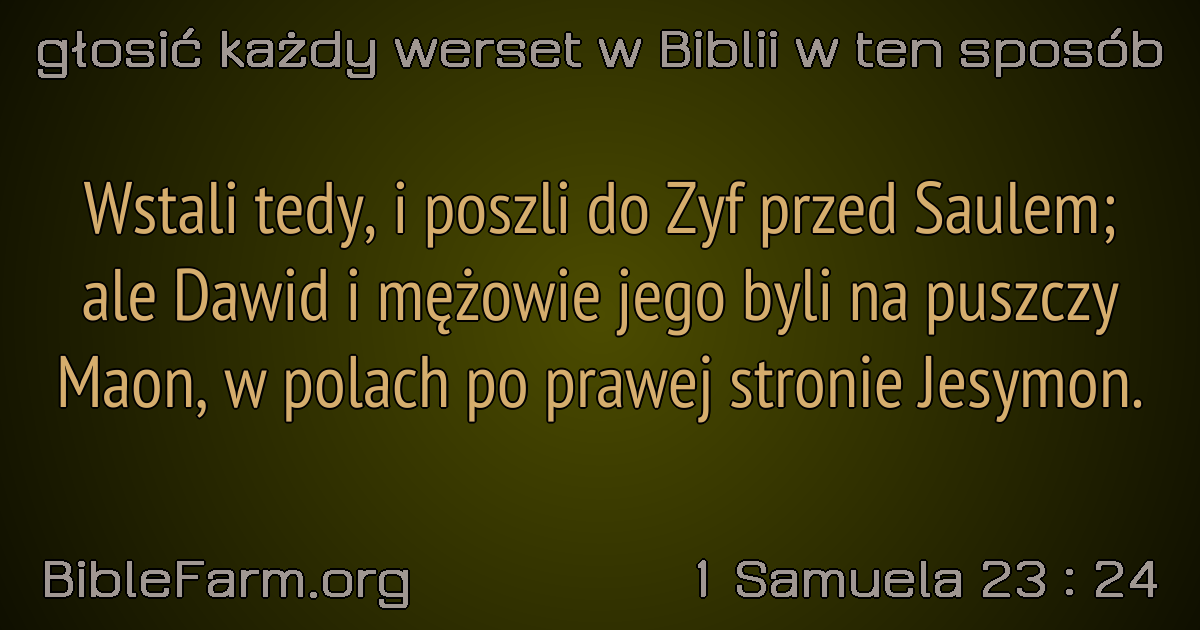 głosić każdy werset w Biblii w ten sposób
Wstali tedy, i poszli do Zyf przed Saulem;
ale Dawid i mężowie jego byli na puszczy
Maon, w polach po prawej stronie Jesymon.
BibleFarm.org
1 Samuela 23 : 24